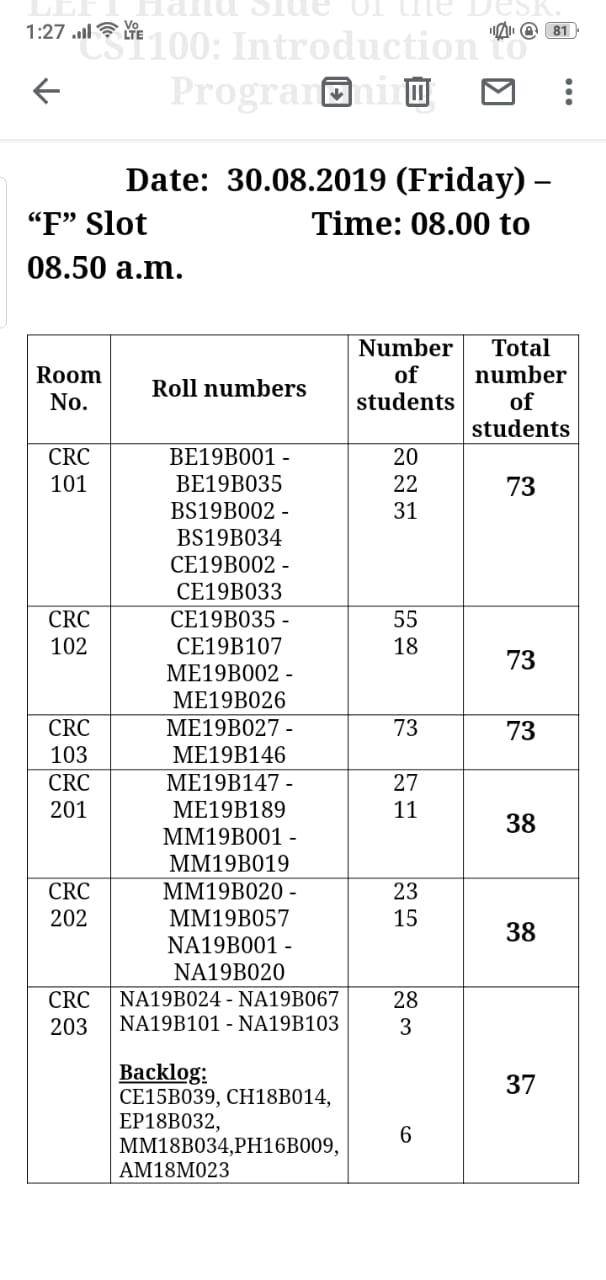 LEFT Hand Side of the Desk.
1:27 Vo LTE 81
CS1100: Introduction to
Programming
Date: 30.08.2019 (Friday) –
“F” Slot Time: 08.00 to
08.50 a.m.
Room No. Roll numbers Number of students Total number of students
CRC 101
BE19B001 -
BE19B035
BS19B002 -
BS19B034
CE19B002 -
CE19B033
20
22
31
73
CRC 102
CE19B035 -
CE19B107
ME19B002 -
ME19B026
55
18
73
CRC 103
ME19B027 -
ME19B146
73
73
CRC 201
ME19B147 -
ME19B189
MM19B001 -
MM19B019
27
11
38
CRC 202
MM19B020 -
MM19B057
NA19B001 -
NA19B020
23
15
38
CRC 203
NA19B024 - NA19B067
NA19B101 - NA19B103
28
3
Backlog:
CE15B039, CH18B014,
EP18B032,
MM18B034,PH16B009,
AM18M023
6
37